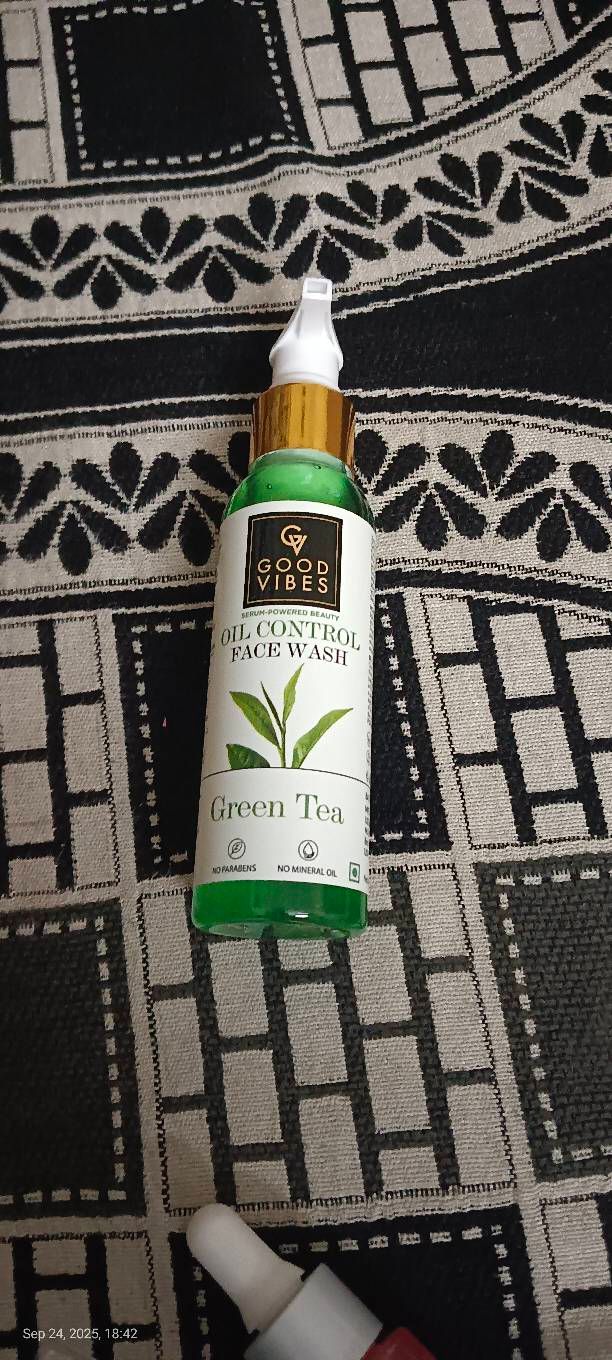 GV
GOOD
VIBES
SERUM-POWERED BEAUTY
OIL CONTROL
FACE WASH
Green Tea
NO PARABENS
NO MINERAL OIL
Sep 24, 2025, 18:42